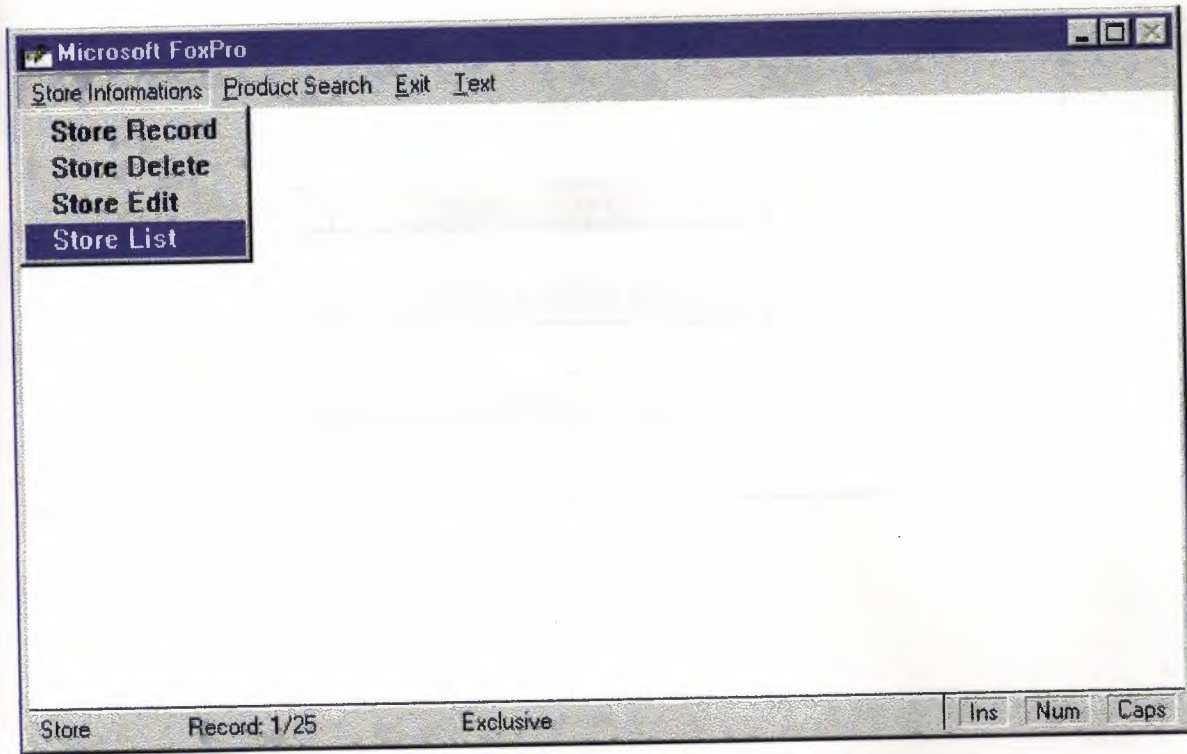 Microsoft FoxPro
Store Informations Product Search Exit Text
Store Record
Store Delete
Store Edit
Store List
Store Record: 1/25 Exclusive Ins Num Caps